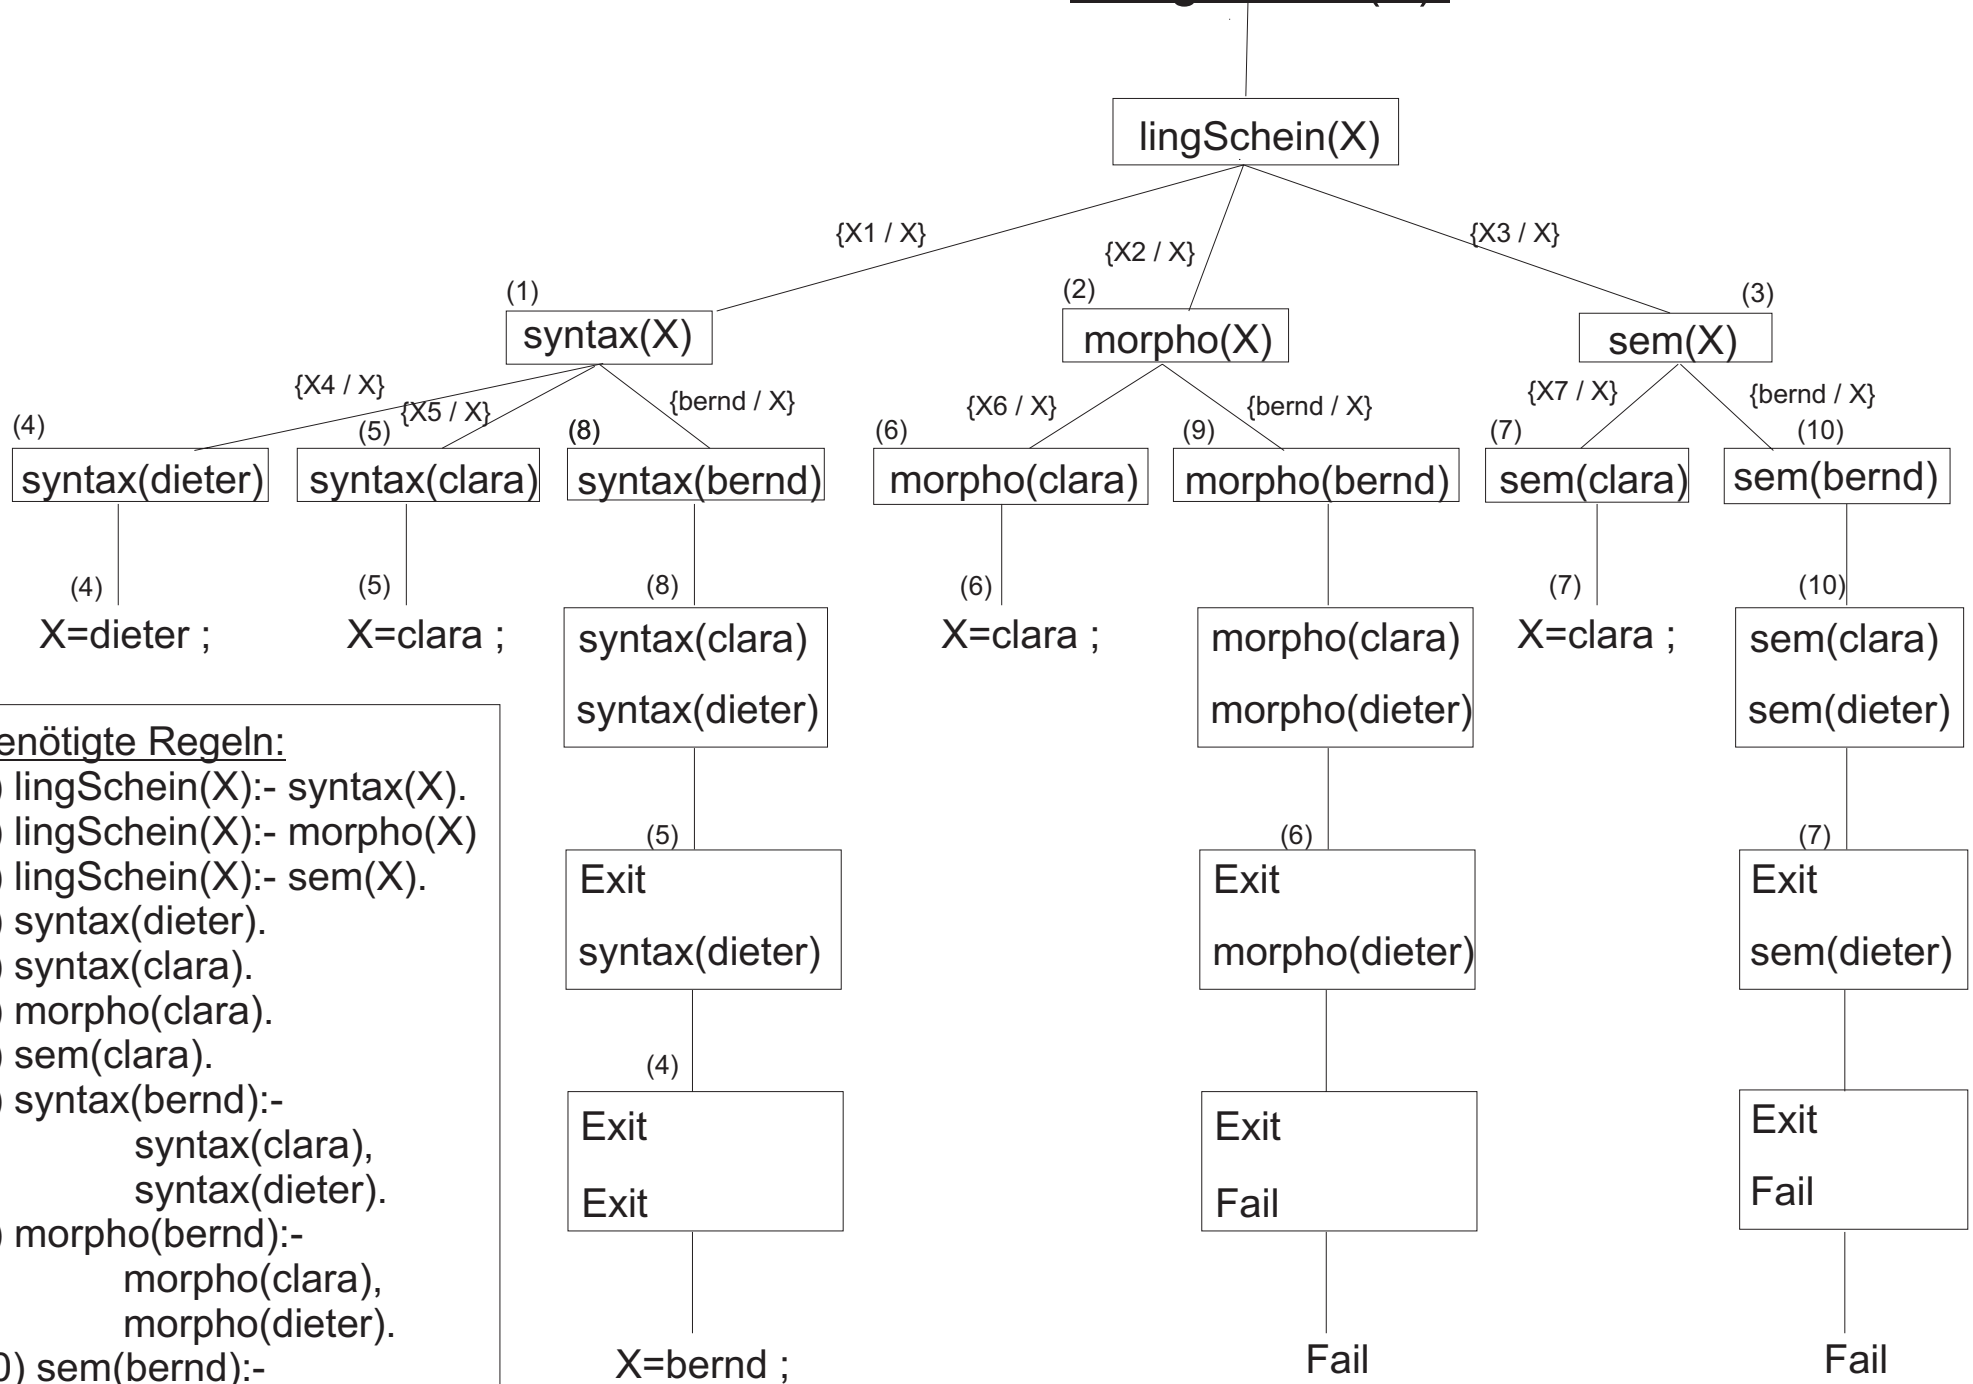 lingSchein(X)
{X1 / X}
{X2 / X}
{X3 / X}
(1)
(2)
(3)
syntax(X)
morpho(X)
sem(X)
{X4 / X}
{X5 / X}
{bernd / X}
{X6 / X}
{bernd / X}
{X7 / X}
{bernd / X}
(4)
(5)
(8)
(6)
(9)
(7)
(10)
syntax(dieter)
syntax(clara)
syntax(bernd)
morpho(clara)
morpho(bernd)
sem(clara)
sem(bernd)
(4)
(5)
(8)
(6)
(7)
(10)
X=dieter ;
X=clara ;
syntax(clara)
syntax(dieter)
X=clara ;
morpho(clara)
morpho(dieter)
X=clara ;
sem(clara)
sem(dieter)
(5)
Exit
syntax(dieter)
(6)
Exit
morpho(dieter)
(7)
Exit
sem(dieter)
(4)
Exit
Exit
Exit
Fail
Exit
Fail
X=bernd ;
Fail
Fail
enötigte Regeln:
) lingSchein(X):- syntax(X).
) lingSchein(X):- morpho(X)
) lingSchein(X):- sem(X).
) syntax(dieter).
) syntax(clara).
) morpho(clara).
) sem(clara).
) syntax(bernd):-
syntax(clara),
syntax(dieter).
) morpho(bernd):-
morpho(clara),
morpho(dieter).
0) sem(bernd):-